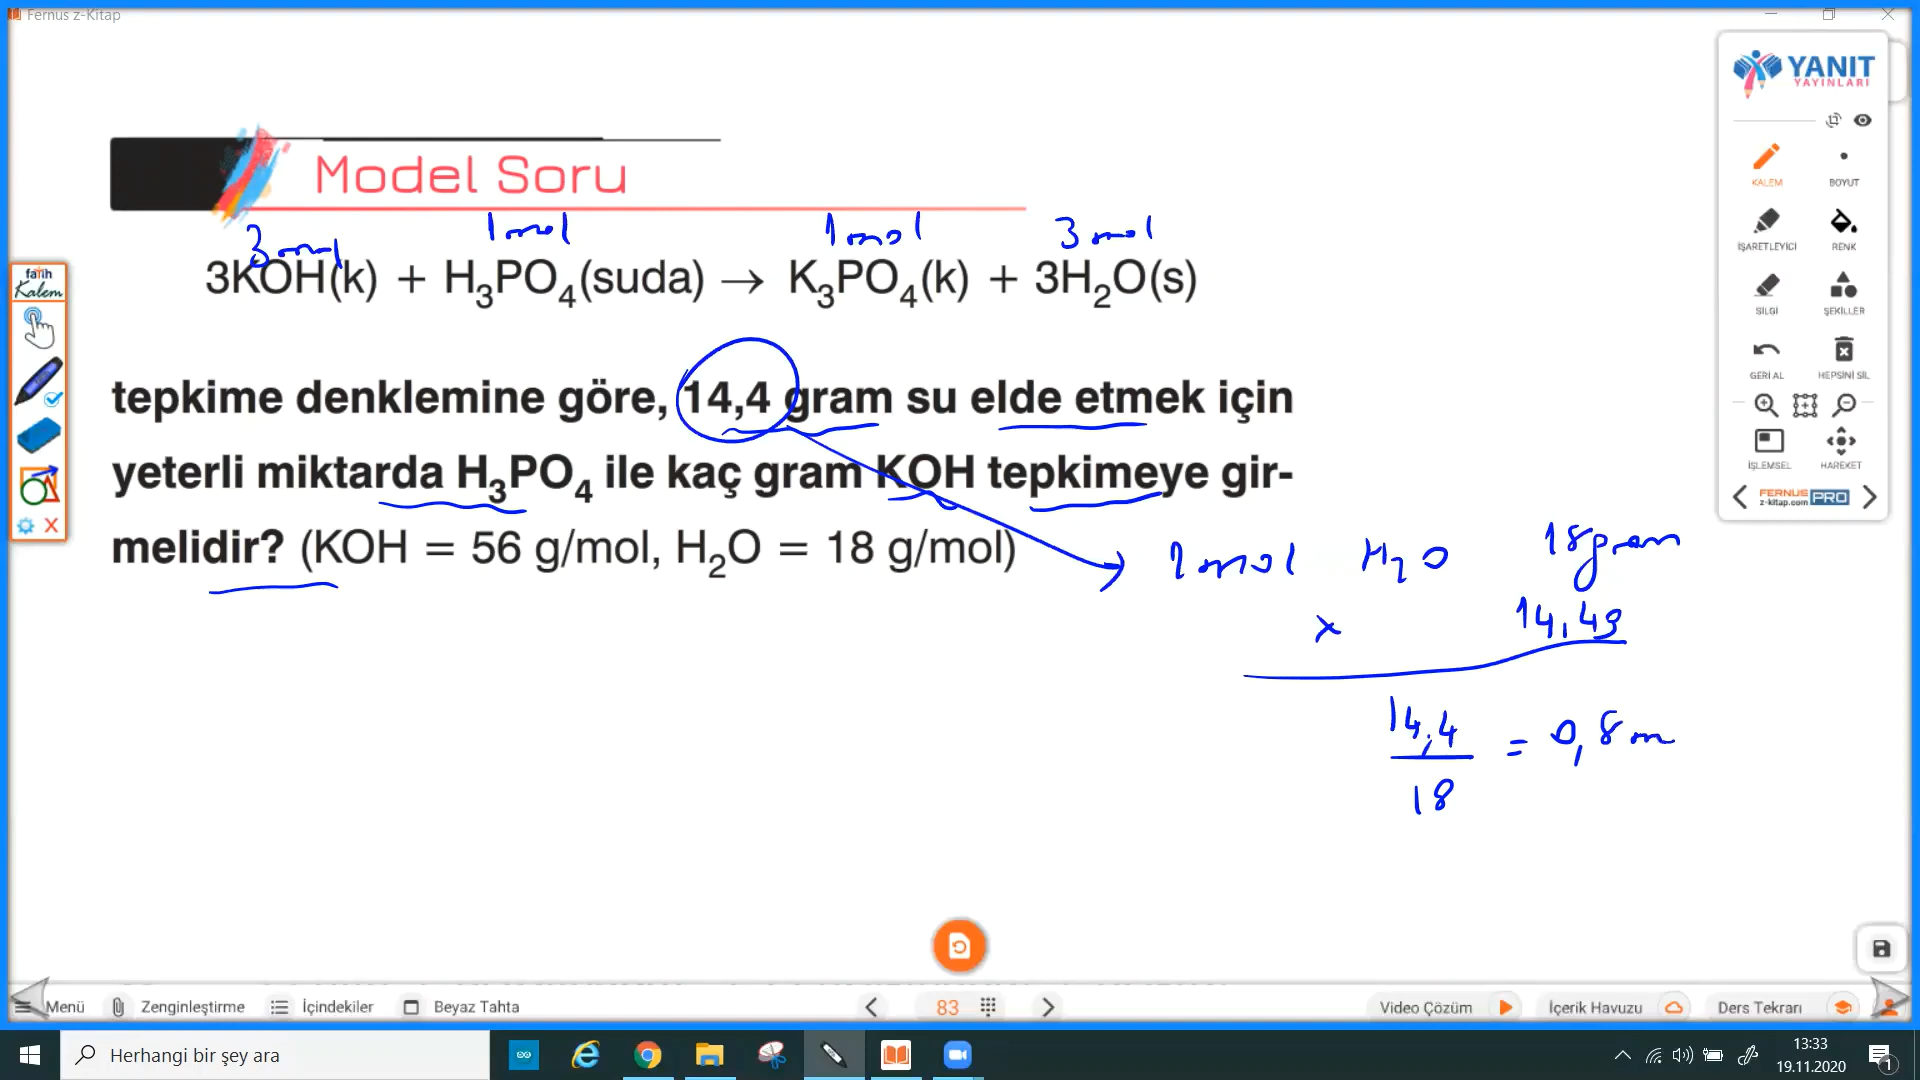 Fernus z-Kitap
YANIT
YAYINLARI
Model Soru
3 mol 1 mol 1 mol 3 mol
3KOH(k) + H₃PO₄(suda) → K₃PO₄(k) + 3H₂O(s)
tepkime denklemine göre, 14,4 gram su elde etmek için
yeterli miktarda H₃PO₄ ile kaç gram KOH tepkimeye gir-
melidir? (KOH = 56 g/mol, H₂O = 18 g/mol)
1 mol H₂O 18 gram
x 14,4g
14,4
18
= 0,8 m
fatih
Kalem
KALEM BOYUT
İŞARETLEYİCİ RENK
SİLGİ ŞEKİLLER
GERİ AL HEPSİNİ SİL
İŞLEMSEL HAREKET
FERNUS PRO
z-kitap.com
Menü Zenginleştirme İçindekiler Beyaz Tahta 83 Video Çözüm İçerik Havuzu Ders Tekrarı
Herhangi bir şey ara
13:33
19.11.2020
1